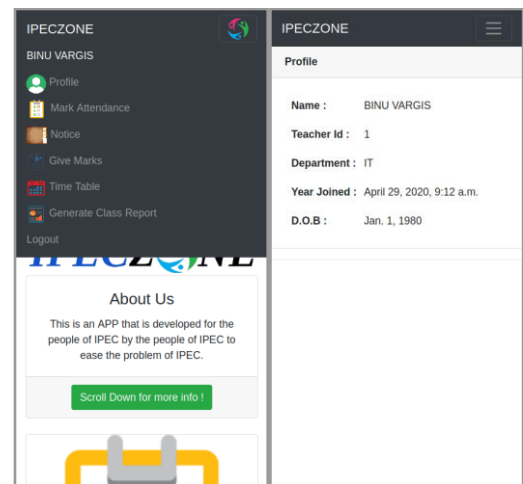 IPECZONE
BINU VARGIS
Profile
Mark Attendance
Notice
Give Marks
Time Table
Generate Class Report
Logout
IPECZONE
About Us
This is an APP that is developed for the
people of IPEC by the people of IPEC to
ease the problem of IPEC.
Scroll Down for more info !
IPECZONE
Profile
Name : BINU VARGIS
Teacher Id : 1
Department : IT
Year Joined : April 29, 2020, 9:12 a.m.
D.O.B : Jan. 1, 1980